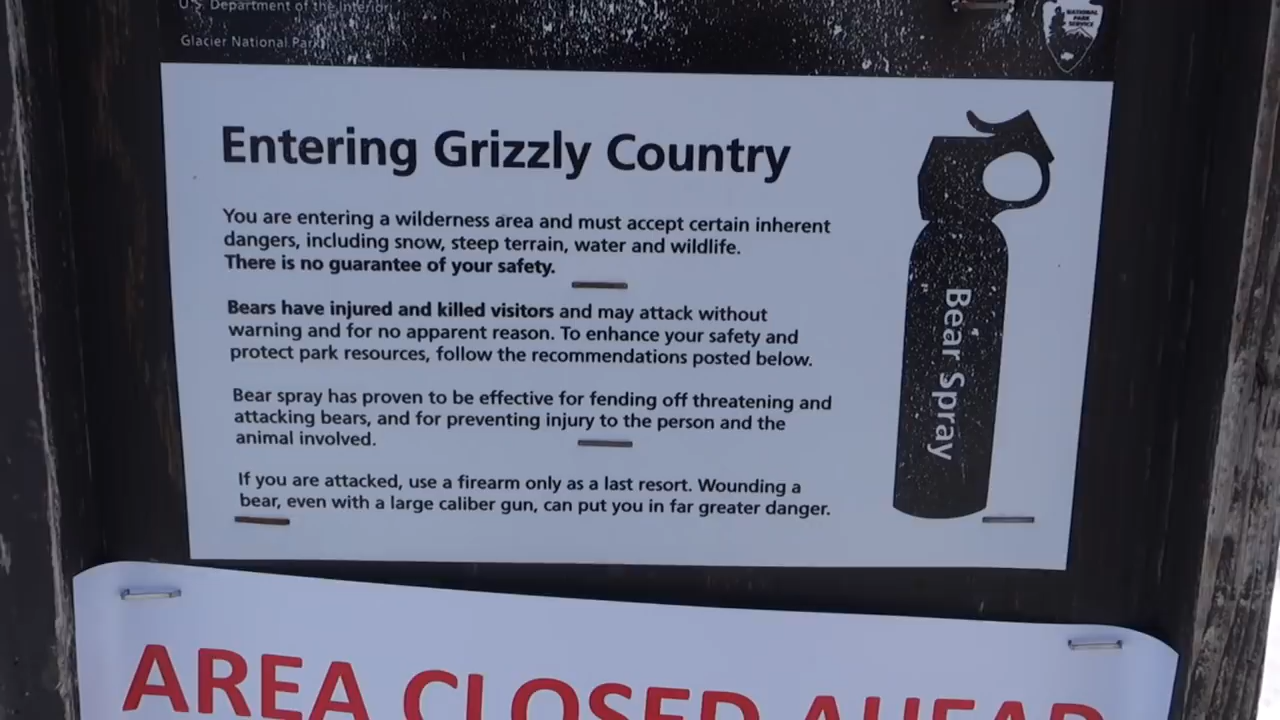 U.S. Department of the Interior
Glacier National Park
NATIONAL
PARK
SERVICE
Entering Grizzly Country
You are entering a wilderness area and must accept certain inherent
dangers, including snow, steep terrain, water and wildlife.
There is no guarantee of your safety.
Bears have injured and killed visitors and may attack without
warning and for no apparent reason. To enhance your safety and
protect park resources, follow the recommendations posted below.
Bear spray has proven to be effective for fending off threatening and
attacking bears, and for preventing injury to the person and the
animal involved.
If you are attacked, use a firearm only as a last resort. Wounding a
bear, even with a large caliber gun, can put you in far greater danger.
Bear Spray
AREA CLOSED AHEAD